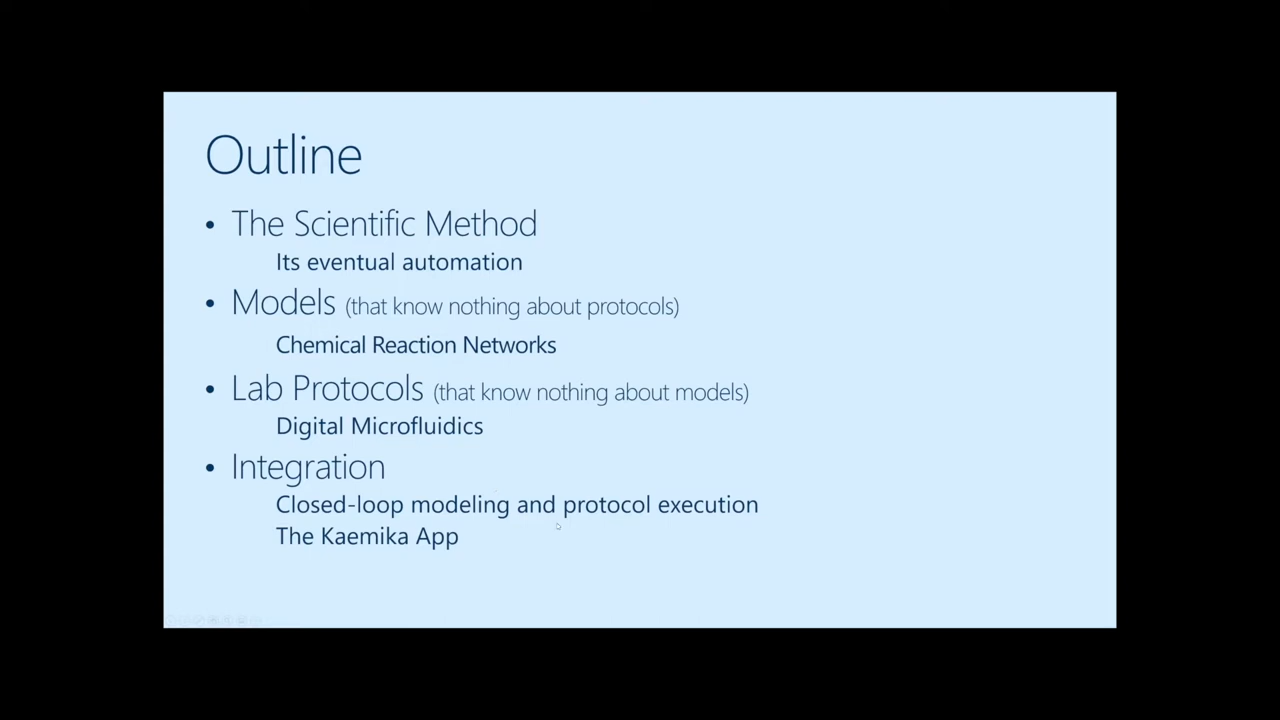 Outline
• The Scientific Method
Its eventual automation
• Models (that know nothing about protocols)
Chemical Reaction Networks
• Lab Protocols (that know nothing about models)
Digital Microfluidics
• Integration
Closed-loop modeling and protocol execution
The Kaemika App